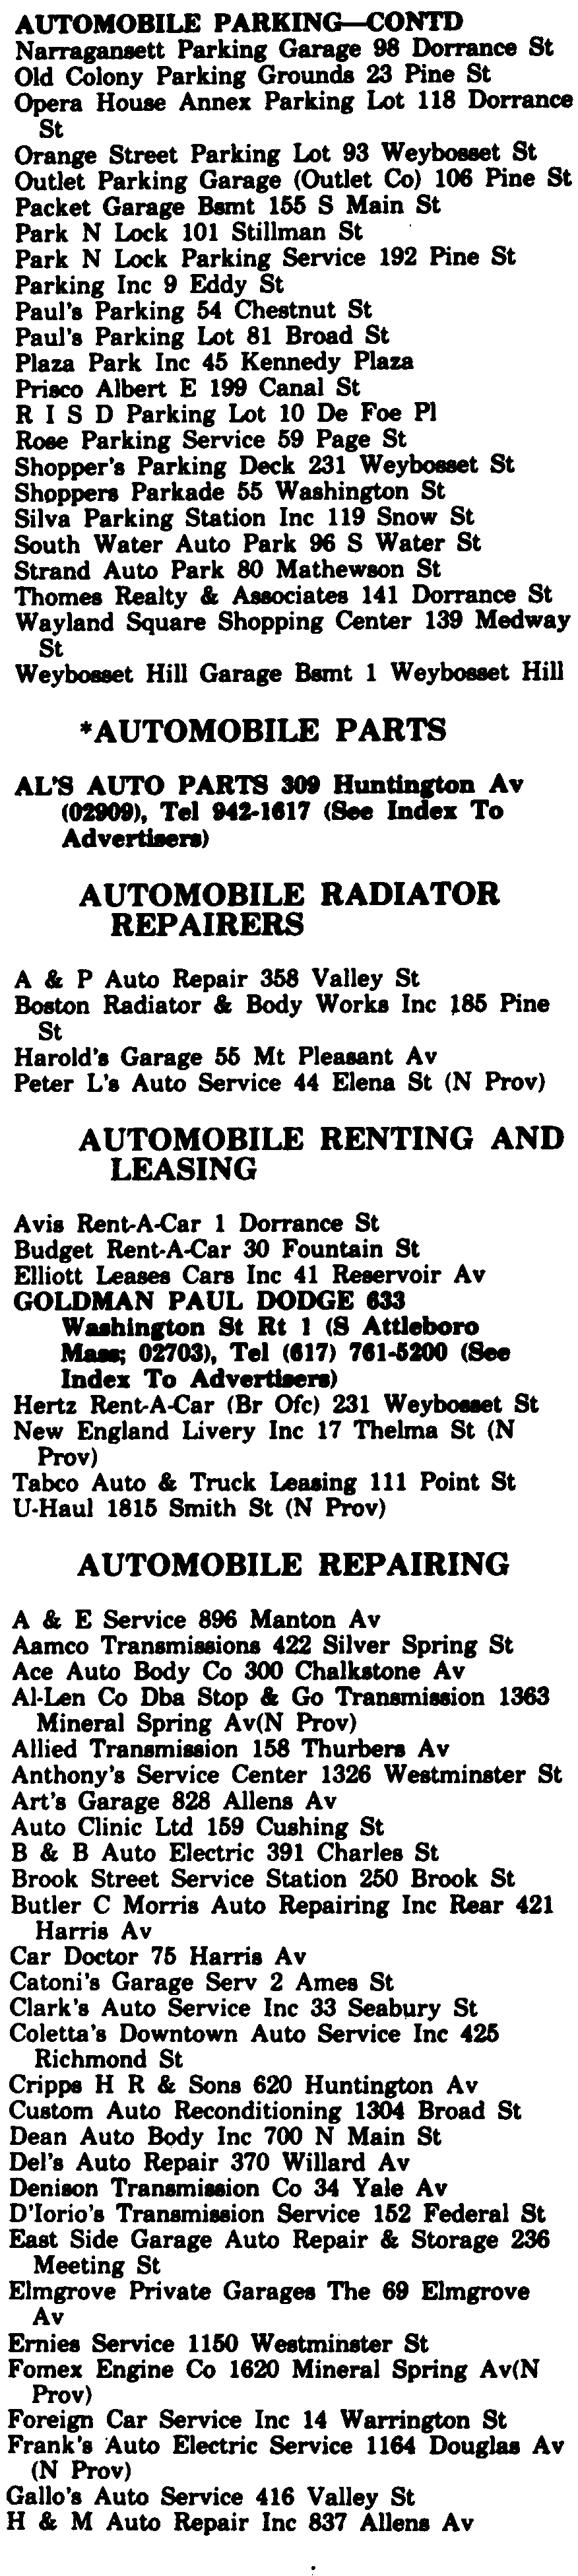 AUTOMOBILE PARKING—CONTD
Narragansett Parking Garage 98 Dorrance St
Old Colony Parking Grounds 23 Pine St
Opera House Annex Parking Lot 118 Dorrance
St
Orange Street Parking Lot 93 Weybosset St
Outlet Parking Garage (Outlet Co) 106 Pine St
Packet Garage Bsmt 155 S Main St
Park N Lock 101 Stillman St
Park N Lock Parking Service 192 Pine St
Parking Inc 9 Eddy St
Paul's Parking 54 Chestnut St
Paul's Parking Lot 81 Broad St
Plaza Park Inc 45 Kennedy Plaza
Prisco Albert E 199 Canal St
R I S D Parking Lot 10 De Foe Pl
Rose Parking Service 59 Page St
Shopper's Parking Deck 231 Weybosset St
Shoppers Parkade 55 Washington St
Silva Parking Station Inc 119 Snow St
South Water Auto Park 96 S Water St
Strand Auto Park 80 Mathewson St
Thomes Realty & Associates 141 Dorrance St
Wayland Square Shopping Center 139 Medway
St
Weybosset Hill Garage Bsmt 1 Weybosset Hill
*AUTOMOBILE PARTS
AL'S AUTO PARTS 309 Huntington Av
(02909), Tel 942-1617 (See Index To
Advertisers)
AUTOMOBILE RADIATOR
REPAIRERS
A & P Auto Repair 358 Valley St
Boston Radiator & Body Works Inc 185 Pine
St
Harold's Garage 55 Mt Pleasant Av
Peter L's Auto Service 44 Elena St (N Prov)
AUTOMOBILE RENTING AND
LEASING
Avis Rent-A-Car 1 Dorrance St
Budget Rent-A-Car 30 Fountain St
Elliott Leases Cars Inc 41 Reservoir Av
GOLDMAN PAUL DODGE 633
Washington St Rt 1 (S Attleboro
Mass; 02703), Tel (617) 761-5200 (See
Index To Advertisers)
Hertz Rent-A-Car (Br Ofc) 231 Weybosset St
New England Livery Inc 17 Thelma St (N
Prov)
Tabco Auto & Truck Leasing 111 Point St
U-Haul 1815 Smith St (N Prov)
AUTOMOBILE REPAIRING
A & E Service 896 Manton Av
Aamco Transmissions 422 Silver Spring St
Ace Auto Body Co 300 Chalkstone Av
Al-Len Co Dba Stop & Go Transmission 1363
Mineral Spring Av(N Prov)
Allied Transmission 158 Thurbers Av
Anthony's Service Center 1326 Westminster St
Art's Garage 828 Allens Av
Auto Clinic Ltd 159 Cushing St
B & B Auto Electric 391 Charles St
Brook Street Service Station 250 Brook St
Butler C Morris Auto Repairing Inc Rear 421
Harris Av
Car Doctor 75 Harris Av
Catoni's Garage Serv 2 Ames St
Clark's Auto Service Inc 33 Seabury St
Coletta's Downtown Auto Service Inc 425
Richmond St
Cripps H R & Sons 620 Huntington Av
Custom Auto Reconditioning 1304 Broad St
Dean Auto Body Inc 700 N Main St
Del's Auto Repair 370 Willard Av
Denison Transmission Co 34 Yale Av
D'Iorio's Transmission Service 152 Federal St
East Side Garage Auto Repair & Storage 236
Meeting St
Elmgrove Private Garages The 69 Elmgrove
Av
Ernies Service 1150 Westminster St
Fomex Engine Co 1620 Mineral Spring Av(N
Prov)
Foreign Car Service Inc 14 Warrington St
Frank's Auto Electric Service 1164 Douglas Av
(N Prov)
Gallo's Auto Service 416 Valley St
H & M Auto Repair Inc 837 Allens Av